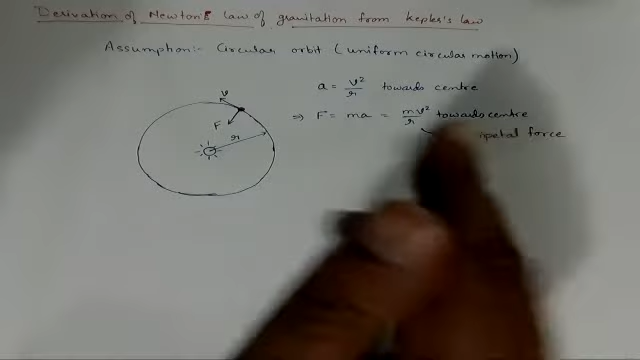 Derivation of Newton's law of gravitation from Kepler's law
Assumption:- Circular orbit (uniform circular motion)
v
a = v²/r towards centre
F
r
⇒ F = ma = mv²/r towards centre
force